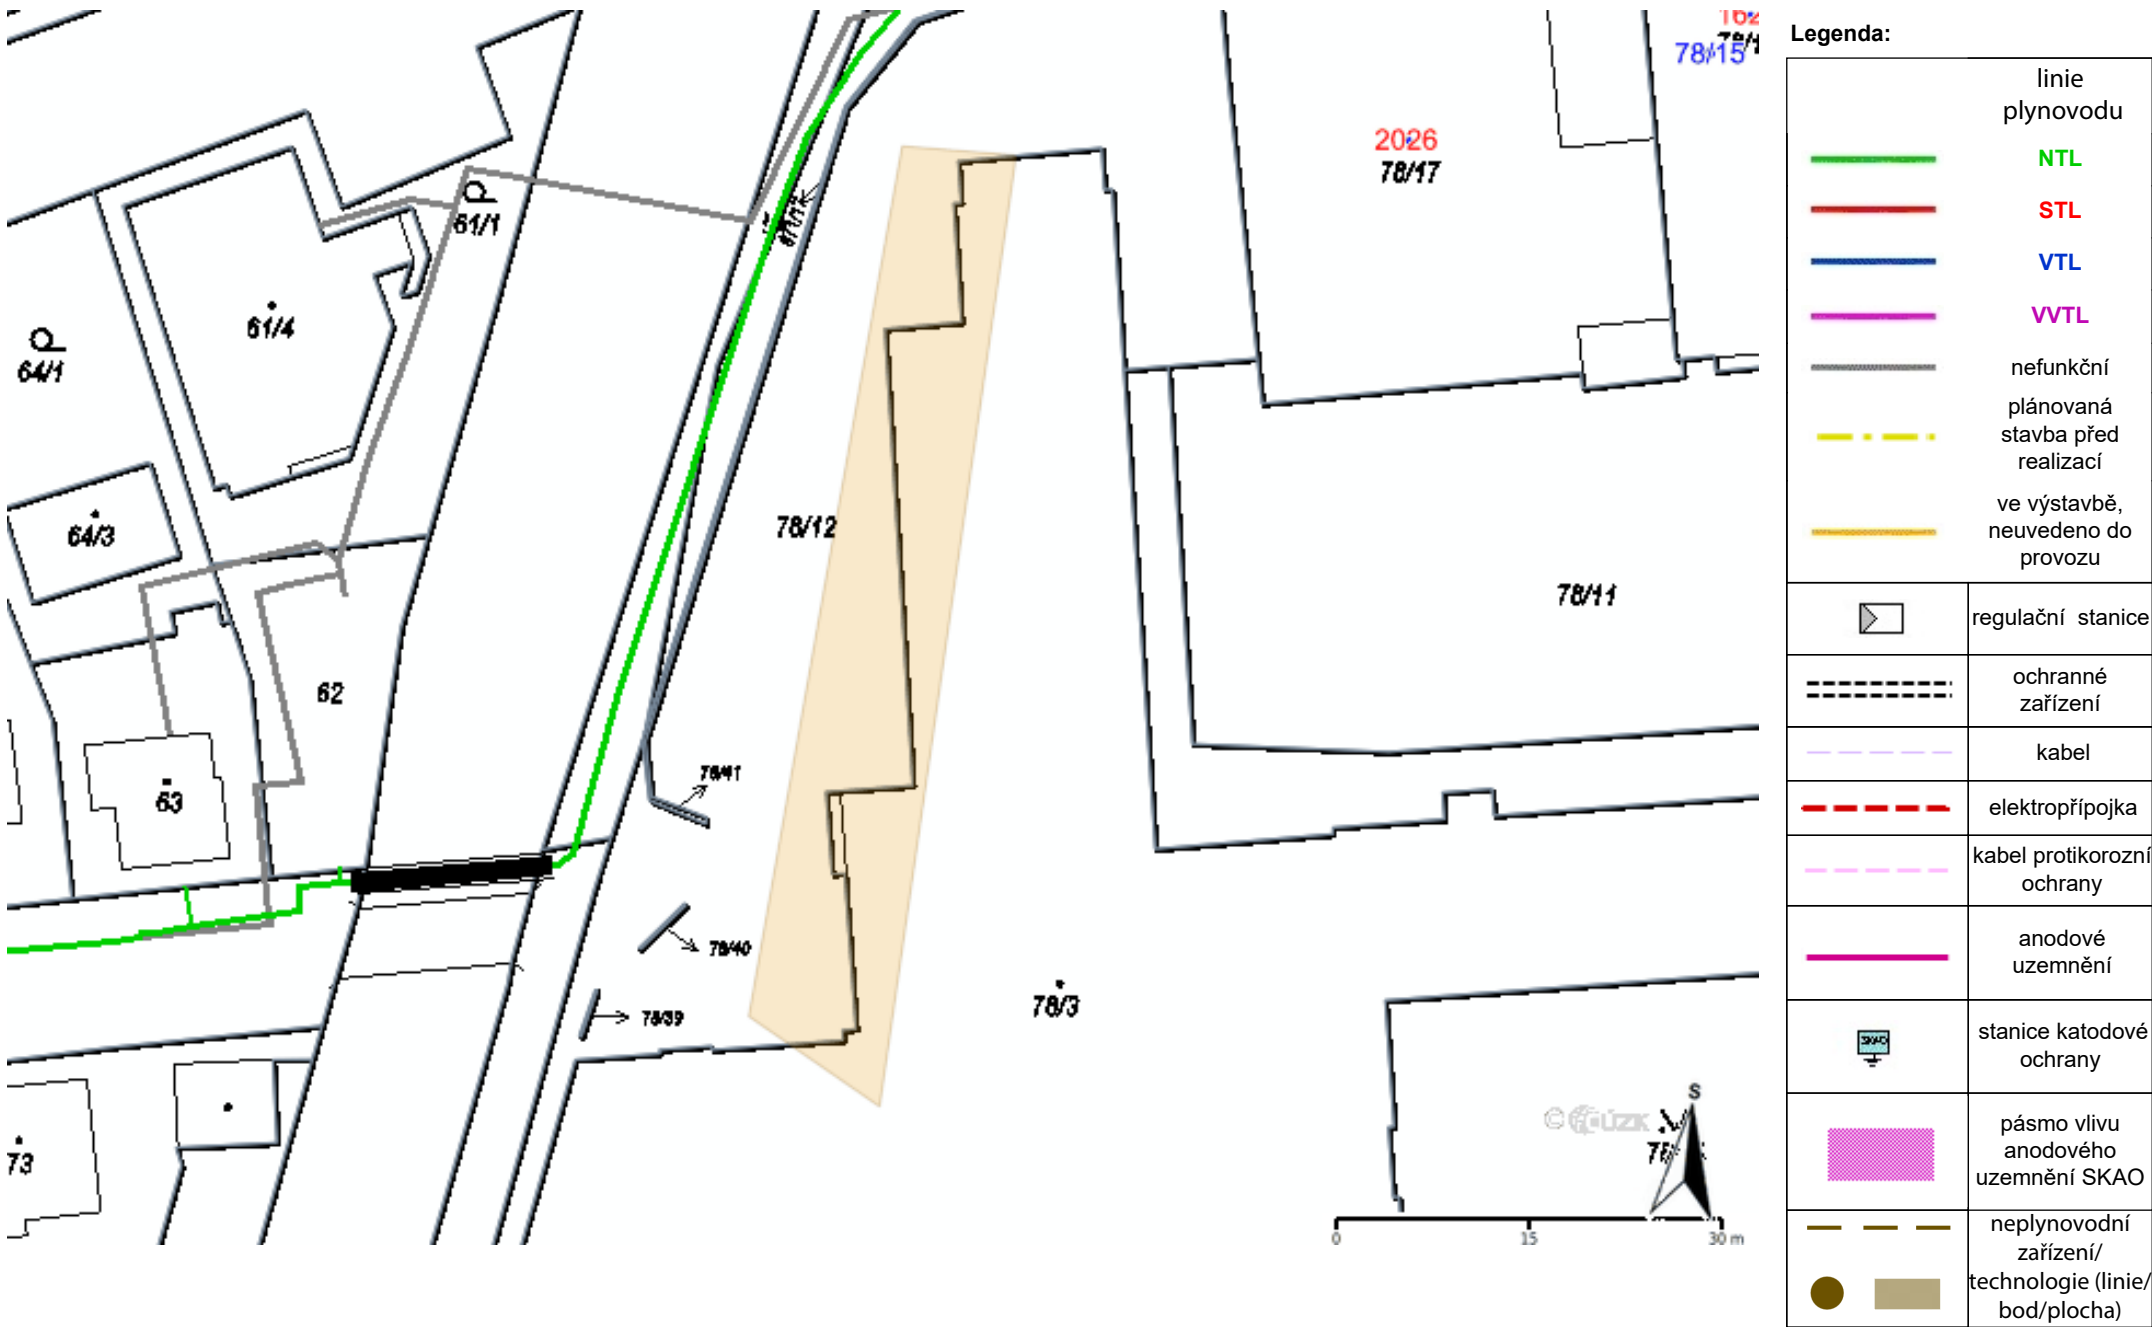 78/15
2026
78/17
61/1
61/4
64/1
78/12
64/3
78/11
62
78/41
63
78/40
78/3
78/39
73
S
0
15
30 m
Legenda:
linie
plynovodu
NTL
STL
VTL
VVTL
nefunkční
plánovaná
stavba před
realizací
ve výstavbě,
neuvedeno do
provozu
regulační stanice
ochranné
zařízení
kabel
elektropřípojka
kabel protikorozní
ochrany
anodové
uzemnění
SKAO
stanice katodové
ochrany
pásmo vlivu
anodového
uzemnění SKAO
neplynovodní
zařízení/
technologie (linie/
bod/plocha)